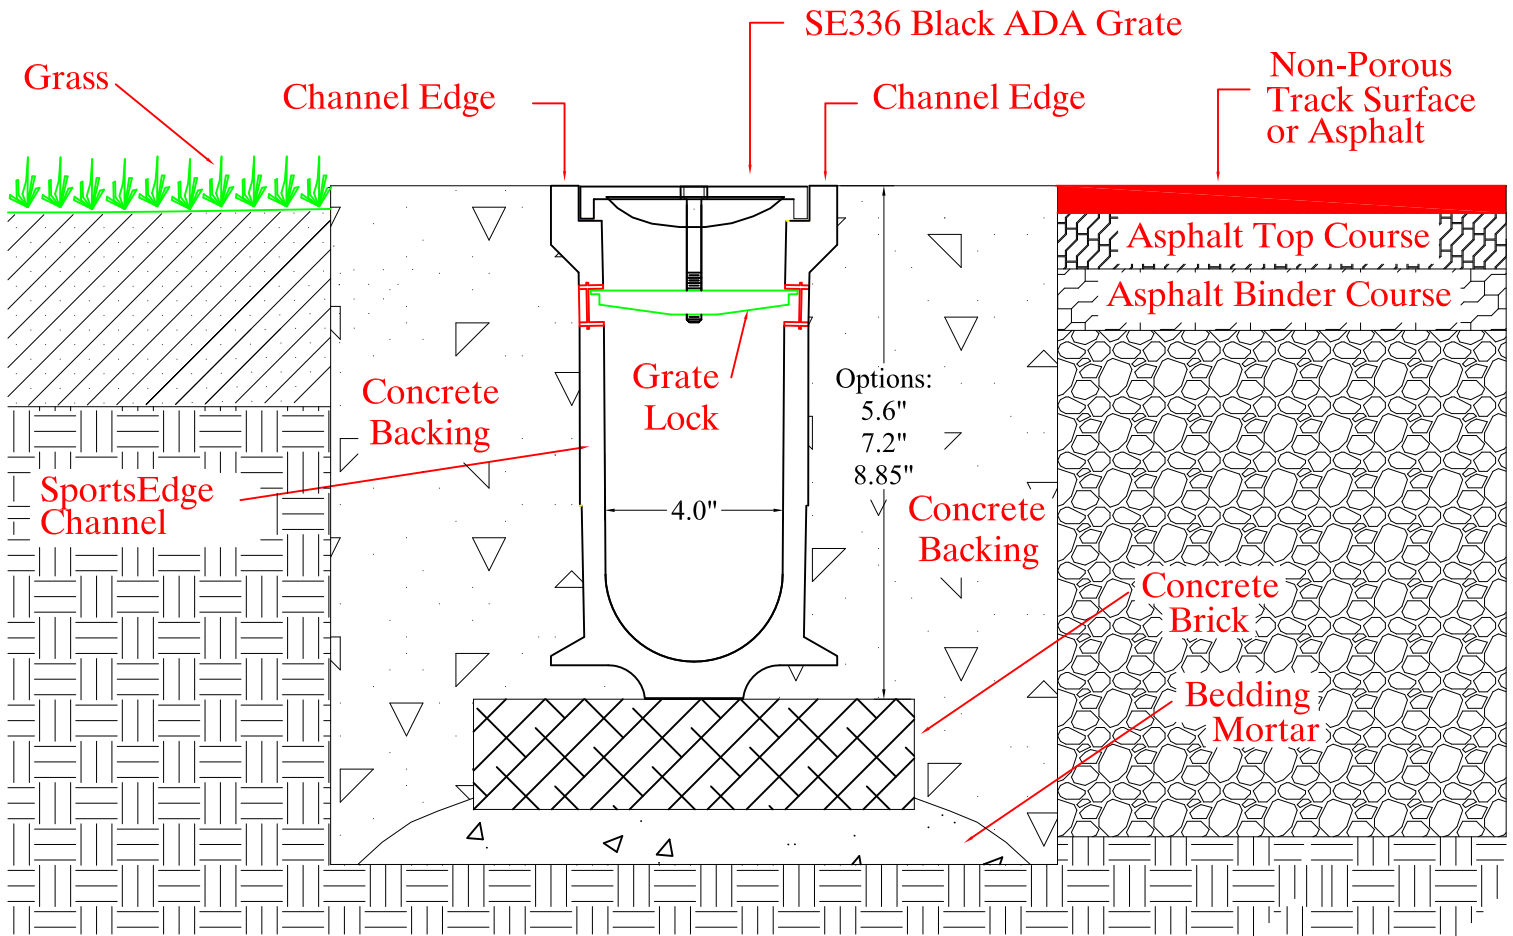 SE336 Black ADA Grate
Grass
Channel Edge
Channel Edge
Non-Porous
Track Surface
or Asphalt
Asphalt Top Course
Asphalt Binder Course
Concrete
Backing
Grate
Lock
Options:
5.6"
7.2"
8.85"
SportsEdge
Channel
4.0"
Concrete
Backing
Concrete
Brick
Bedding
Mortar